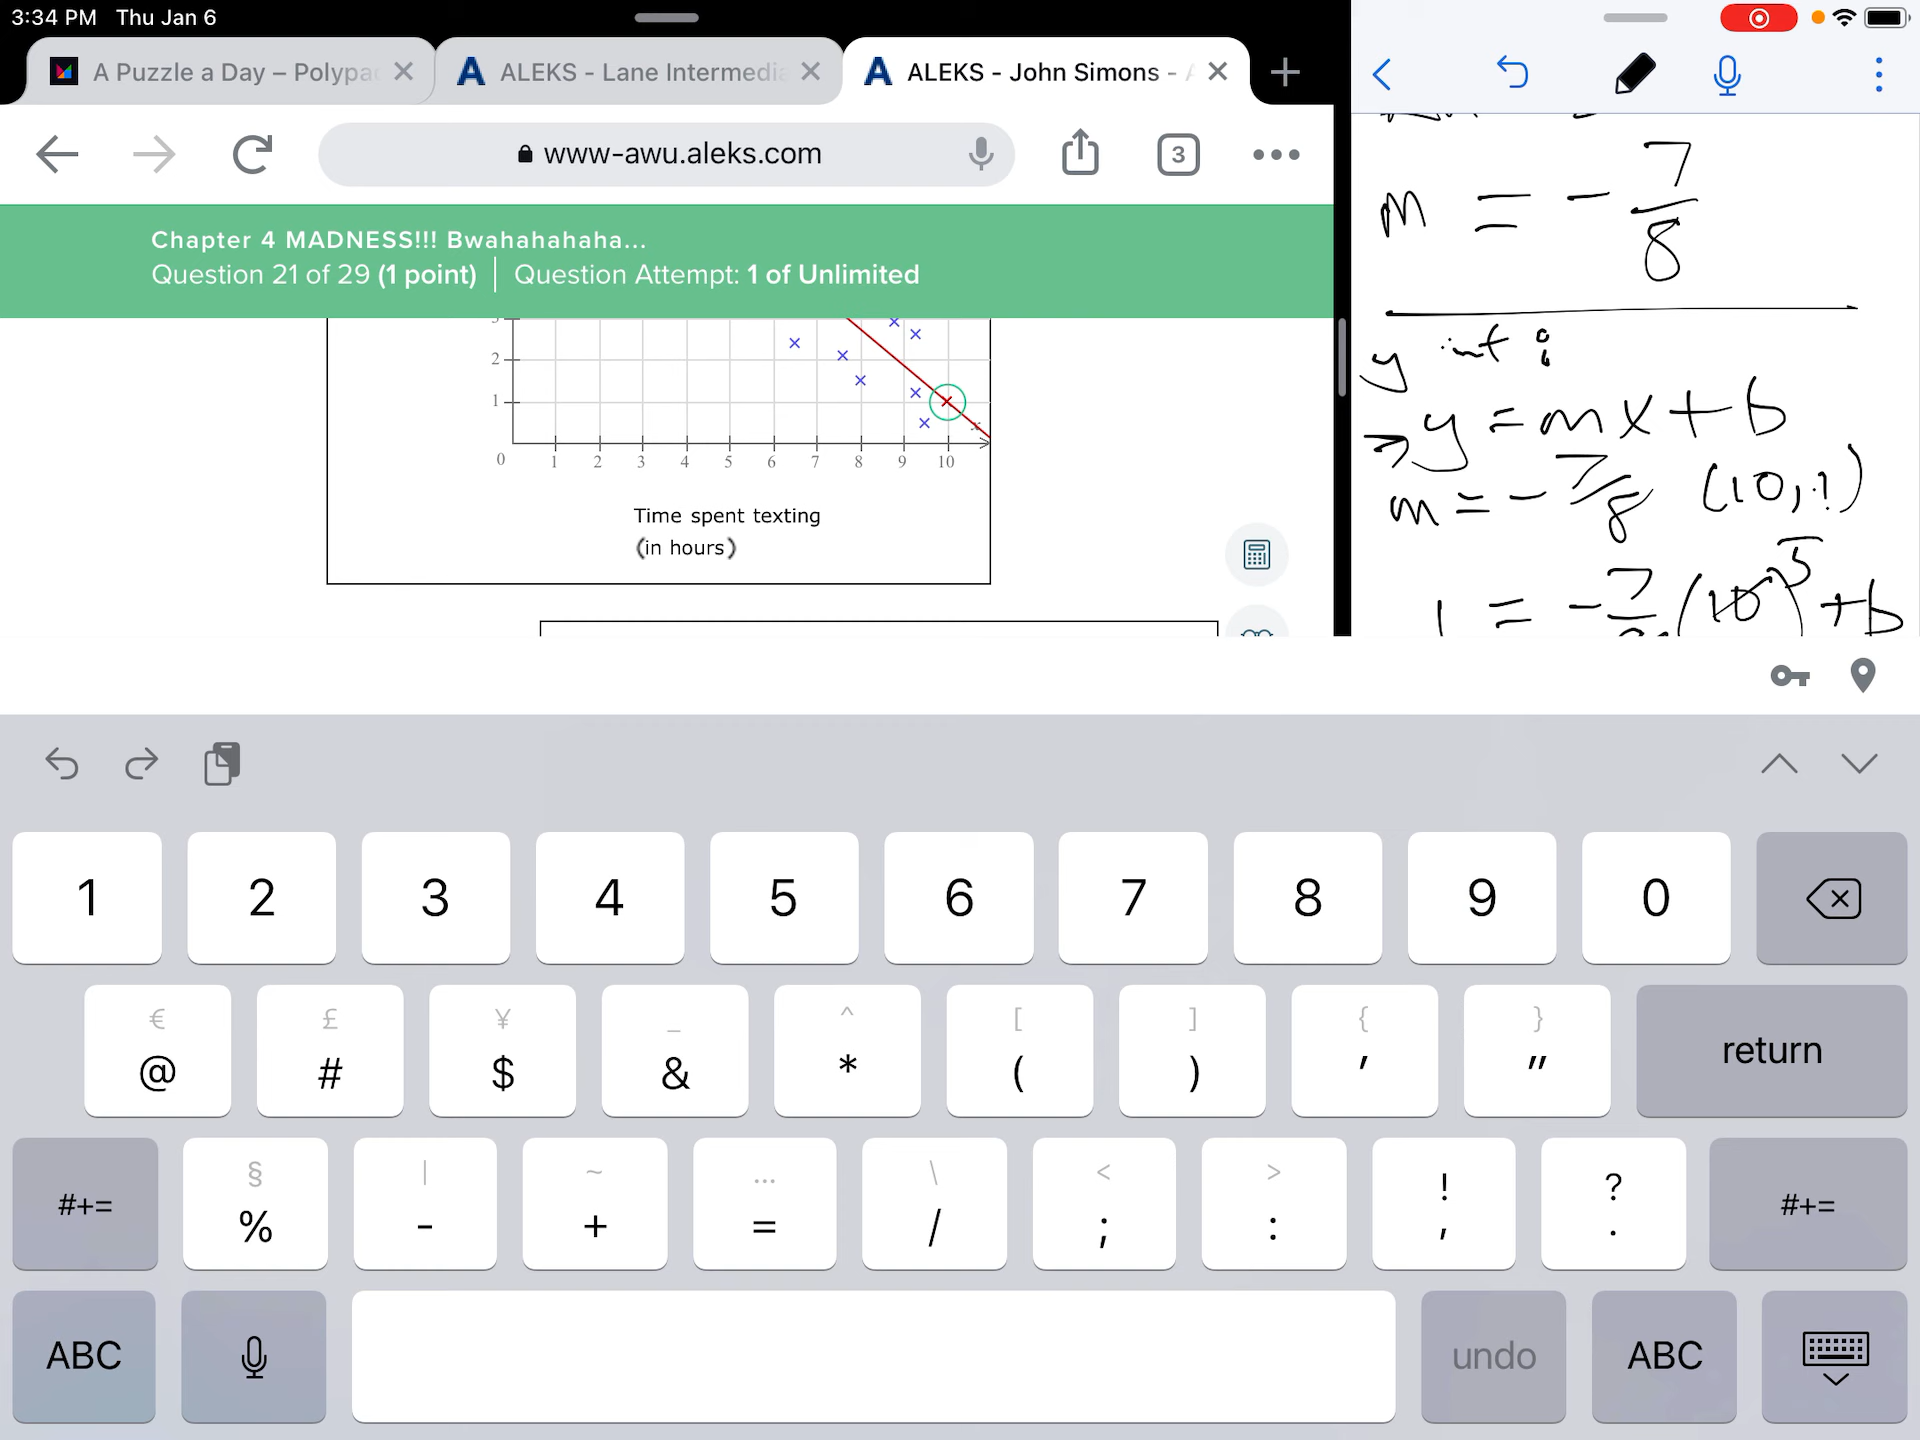 3:34 PM Thu Jan 6
A Puzzle a Day – Polypa
ALEKS - Lane Intermedia
ALEKS - John Simons -
www-awu.aleks.com
3
Chapter 4 MADNESS!!! Bwahahahaha...
Question 21 of 29 (1 point) | Question Attempt: 1 of Unlimited
2
1
0 1 2 3 4 5 6 7 8 9 10
x
Time spent texting
(in hours)
m = - 7/8
y int:
y = mx + b
m = - 7/8 (10,1)
5
1 = - 7/8 (10) + b
1 2 3 4 5 6 7 8 9 0
€ £ ¥ _ ^ [ ] { }
@ # $ & * ( ) ' "
return
§ | ~ ... \ < > ! ?
#+= % - + = / ; : , . #+=
ABC undo ABC